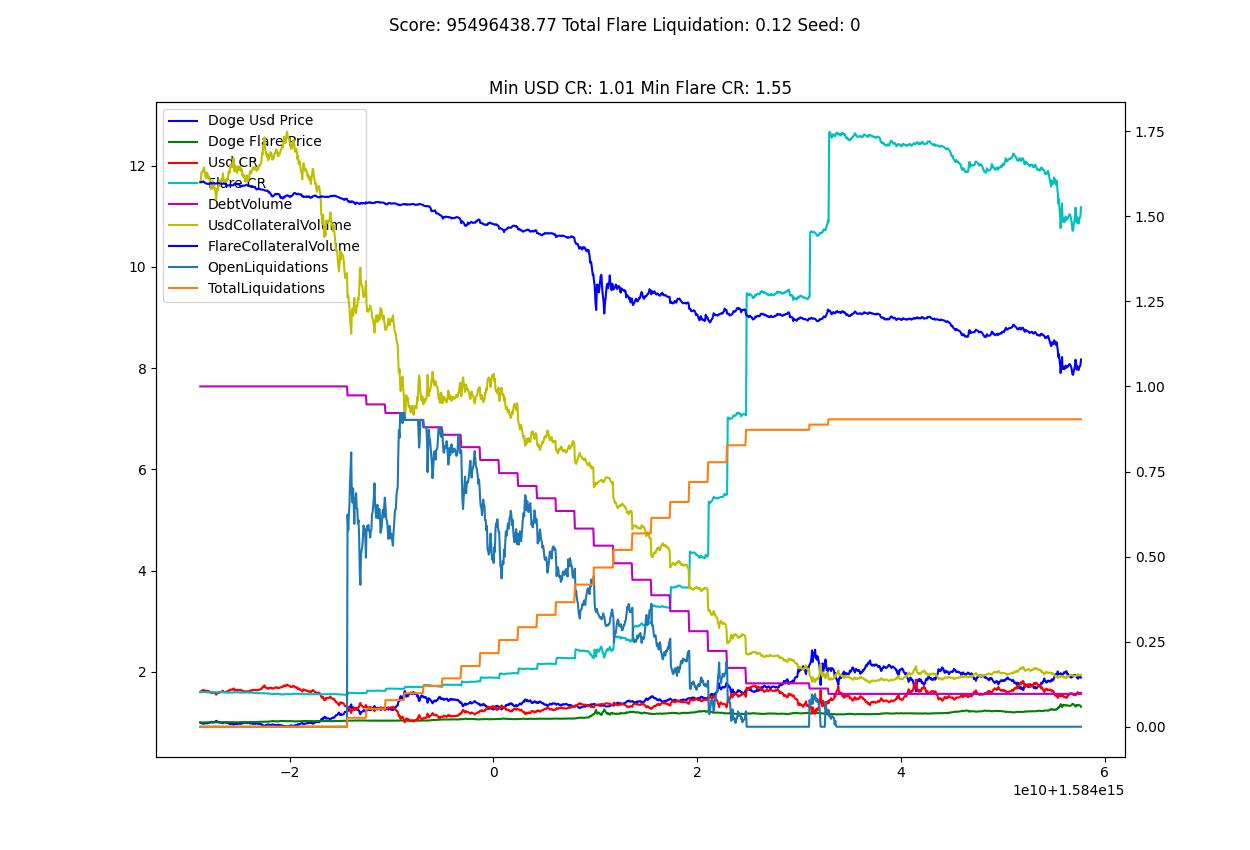 Score: 95496438.77 Total Flare Liquidation: 0.12 Seed: 0
Min USD CR: 1.01 Min Flare CR: 1.55
Doge Usd Price
Doge Flare Price
Usd CR
Flare CR
DebtVolume
UsdCollateralVolume
FlareCollateralVolume
OpenLiquidations
TotalLiquidations
12
10
8
6
4
2
1.75
1.50
1.25
1.00
0.75
0.50
0.25
0.00
−2
0
2
4
6
1e10+1.584e15